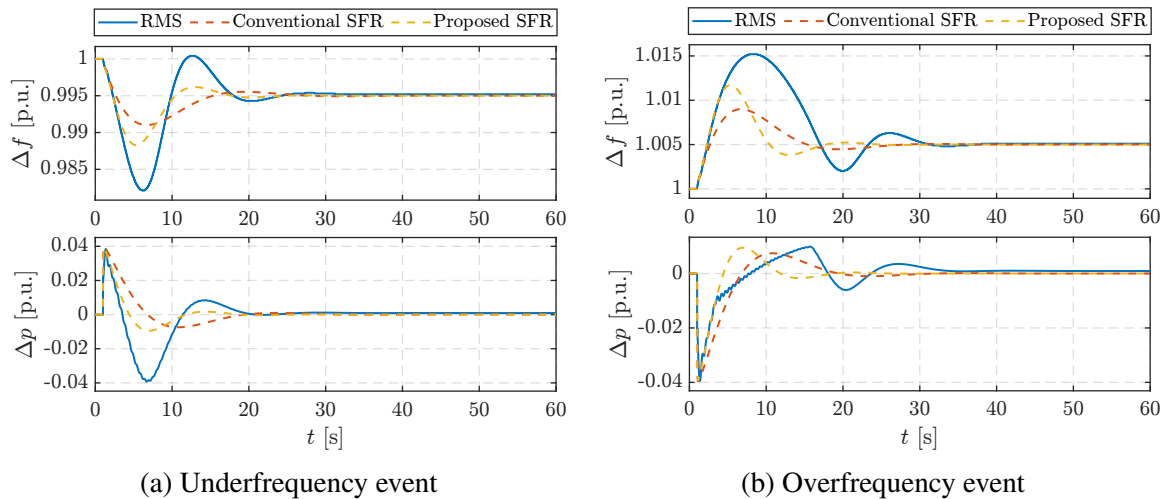 RMS Conventional SFR Proposed SFR
1
0.995
0.99
0.985
Δf [p.u.]
0 10 20 30 40 50 60
0.04
0.02
0
-0.02
-0.04
Δp [p.u.]
0 10 20 30 40 50 60
t [s]
(a) Underfrequency event
RMS Conventional SFR Proposed SFR
1.015
1.01
1.005
1
Δf [p.u.]
0 10 20 30 40 50 60
0
-0.02
-0.04
Δp [p.u.]
0 10 20 30 40 50 60
t [s]
(b) Overfrequency event